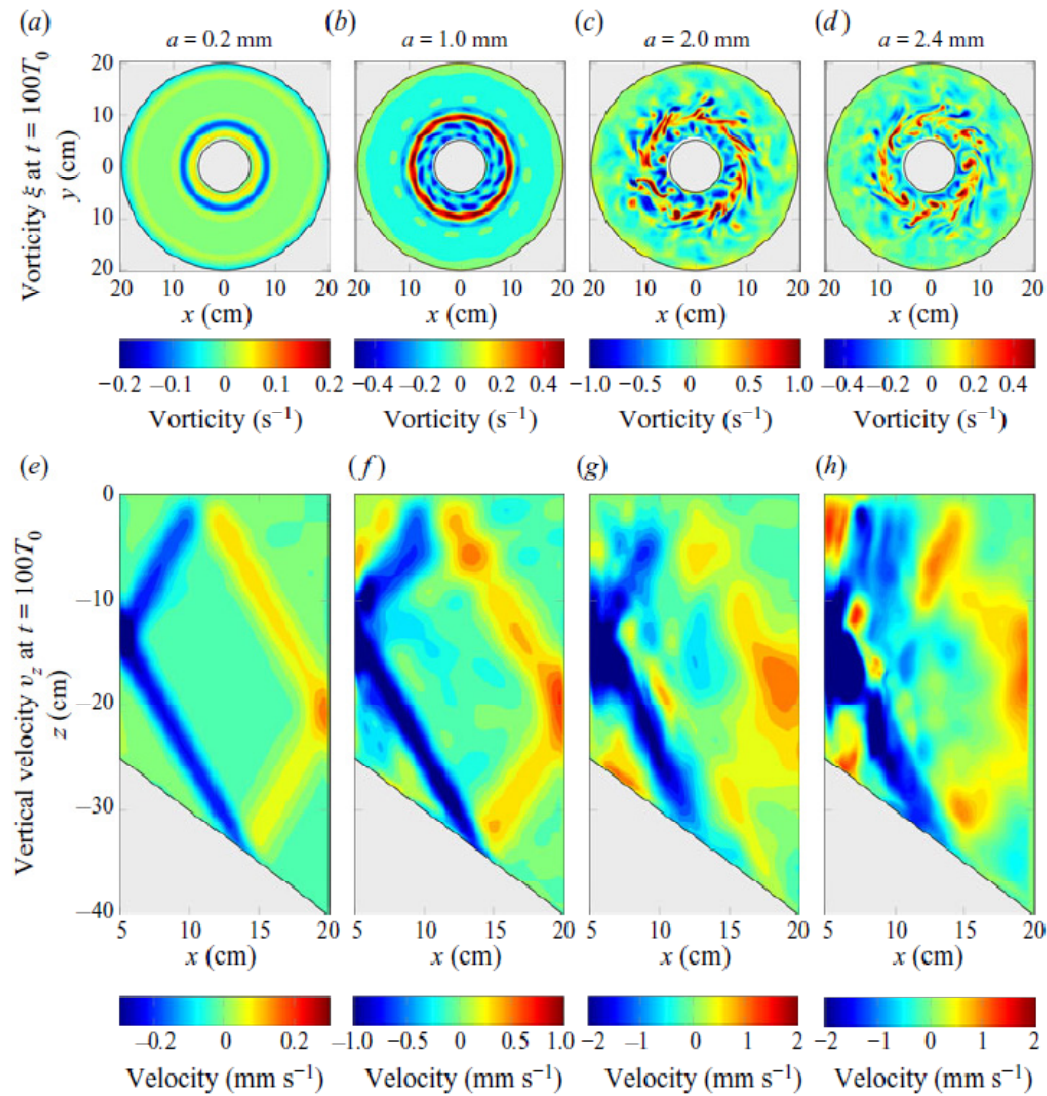 (a) (b) (c) (d)
a = 0.2 mm a = 1.0 mm a = 2.0 mm a = 2.4 mm
Vorticity ξ at t = 100T0
y (cm)
20
10
0
10
20
20 10 0 10 20 20 10 0 10 20 20 10 0 10 20 20 10 0 10 20
x (cm) x (cm) x (cm) x (cm)
−0.2 −0.1 0 0.1 0.2 −0.4 −0.2 0 0.2 0.4 −1.0 −0.5 0 0.5 1.0 −0.4 −0.2 0 0.2 0.4
Vorticity (s−1) Vorticity (s−1) Vorticity (s−1) Vorticity (s−1)
(e) (f) (g) (h)
Vertical velocity vz at t = 100T0
z (cm)
0
−10
−20
−30
−40
5 10 15 20 5 10 15 20 5 10 15 20 5 10 15 20
x (cm) x (cm) x (cm) x (cm)
−0.2 0 0.2 −1.0 −0.5 0 0.5 1.0 −2 −1 0 1 2 −2 −1 0 1 2
Velocity (mm s−1) Velocity (mm s−1) Velocity (mm s−1) Velocity (mm s−1)